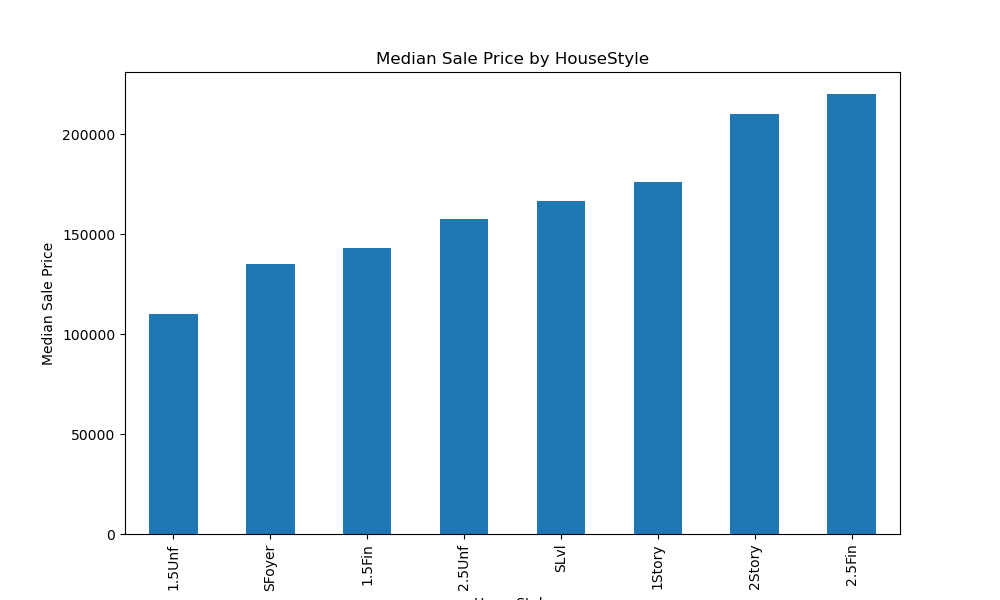 Median Sale Price by HouseStyle
Median Sale Price
200000
150000
100000
50000
0
1.5Unf
SFoyer
1.5Fin
2.5Unf
SLvl
1Story
2Story
2.5Fin